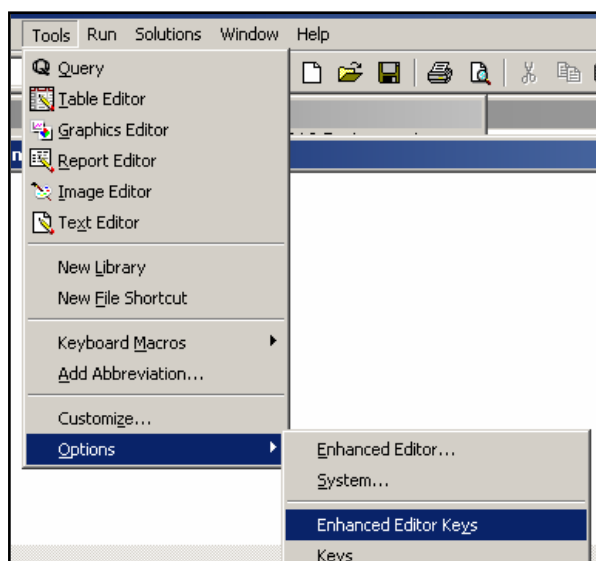 Tools Run Solutions Window Help
Query
Table Editor
Graphics Editor
Report Editor
Image Editor
Text Editor
New Library
New File Shortcut
Keyboard Macros
Add Abbreviation...
Customize...
Options
Enhanced Editor...
System...
Enhanced Editor Keys
Keys